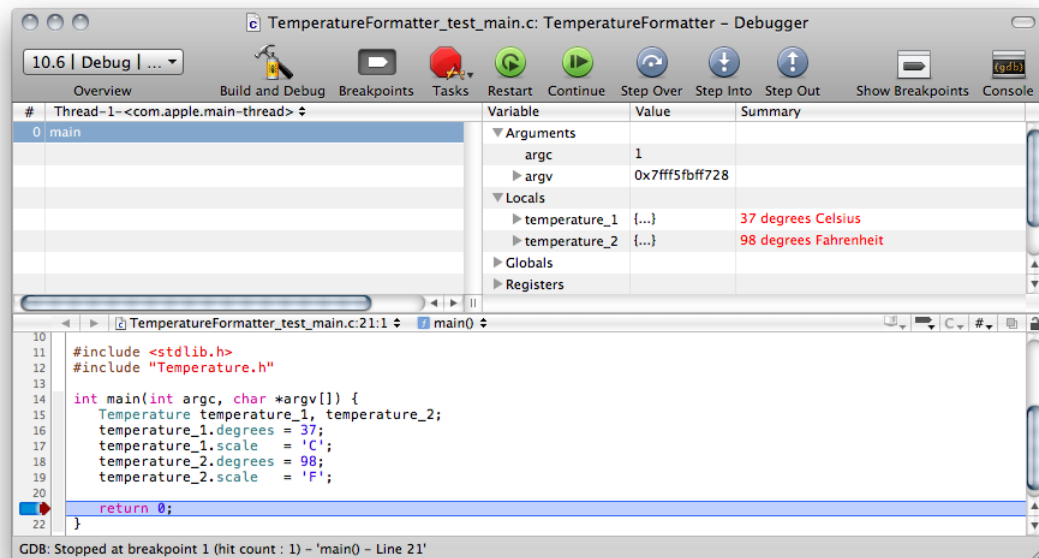 TemperatureFormatter_test_main.c: TemperatureFormatter – Debugger
10.6 | Debug | ...
Overview
Build and Debug
Breakpoints
Tasks
Restart
Continue
Step Over
Step Into
Step Out
Show Breakpoints
(gdb)
Console
# Thread-1-<com.apple.main-thread>
0 main
Variable Value Summary
Arguments
argc 1
argv 0x7fff5fbff728
Locals
temperature_1 {...} 37 degrees Celsius
temperature_2 {...} 98 degrees Fahrenheit
Globals
Registers
TemperatureFormatter_test_main.c:21:1 f main() C #
10
11 #include <stdlib.h>
12 #include "Temperature.h"
13
14 int main(int argc, char *argv[]) {
15 Temperature temperature_1, temperature_2;
16 temperature_1.degrees = 37;
17 temperature_1.scale = 'C';
18 temperature_2.degrees = 98;
19 temperature_2.scale = 'F';
20
return 0;
22 }
GDB: Stopped at breakpoint 1 (hit count : 1) – 'main() – Line 21'